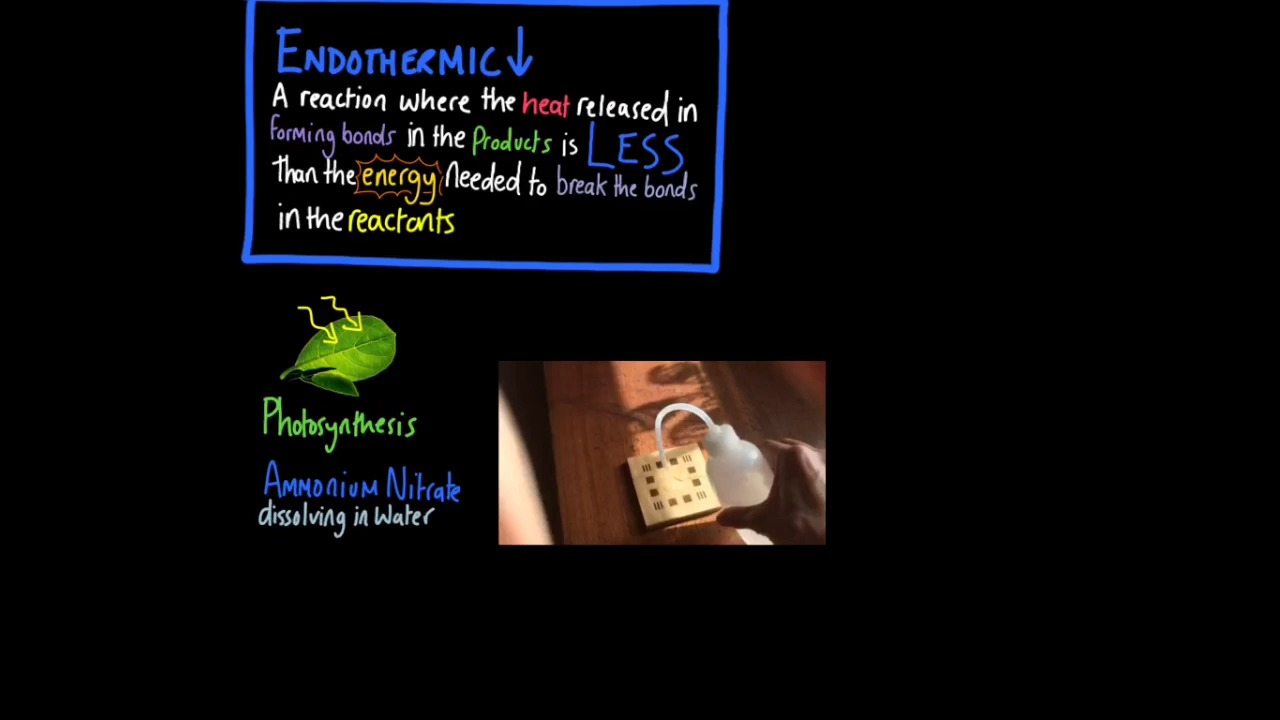 ENDOTHERMIC↓
A reaction where the heat released in
forming bonds in the Products is LESS
Than the energy Needed to break the bonds
in the reactants
Photosynthesis
AMMONIUM Nitrate
dissolving in Water